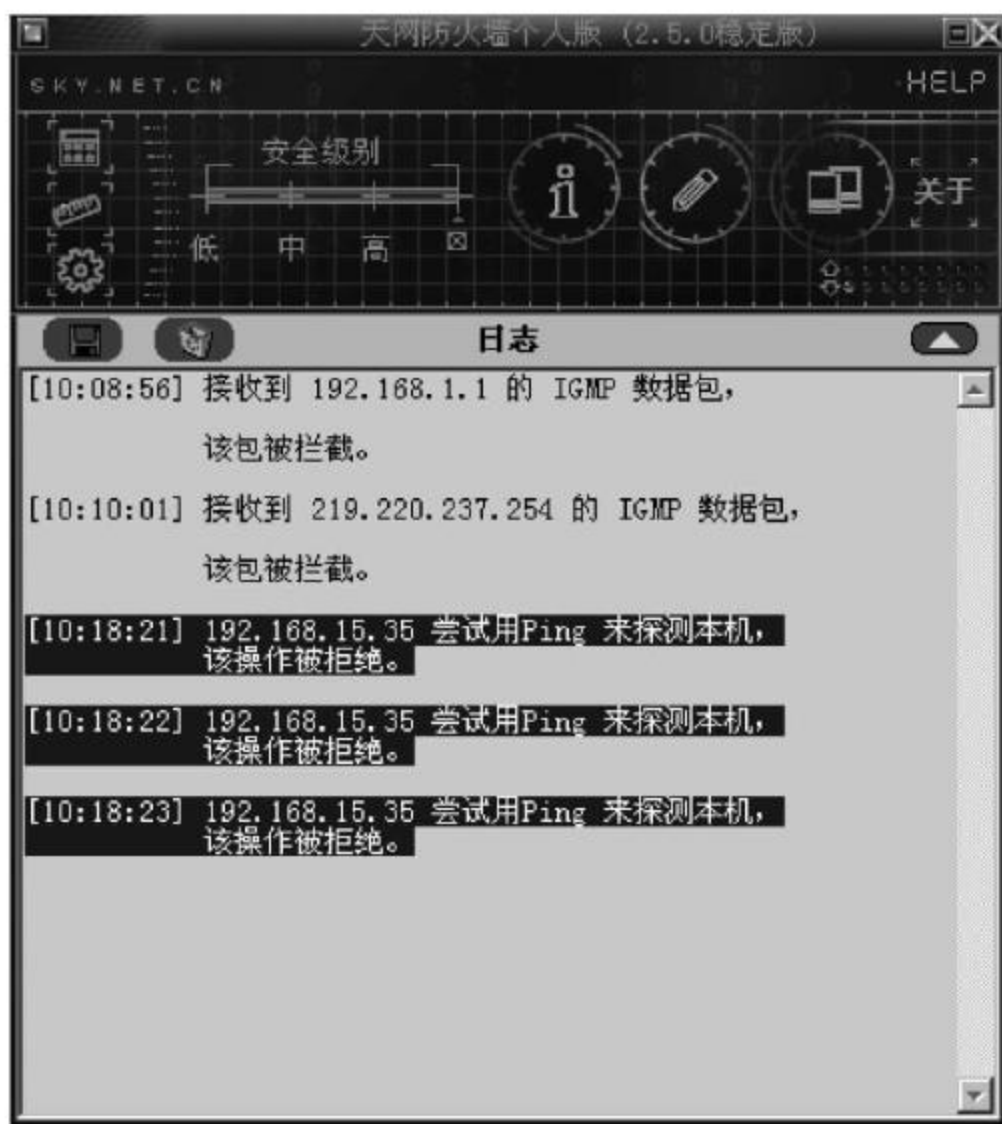 天网防火墙个人版（2.5.0稳定版）
SKY.NET.CN
HELP
安全级别
低 中 高
关于
日志
[10:08:56] 接收到 192.168.1.1 的 IGMP 数据包，
该包被拦截。
[10:10:01] 接收到 219.220.237.254 的 IGMP 数据包，
该包被拦截。
[10:18:21] 192.168.15.35 尝试用Ping 来探测本机，
该操作被拒绝。
[10:18:22] 192.168.15.35 尝试用Ping 来探测本机，
该操作被拒绝。
[10:18:23] 192.168.15.35 尝试用Ping 来探测本机，
该操作被拒绝。